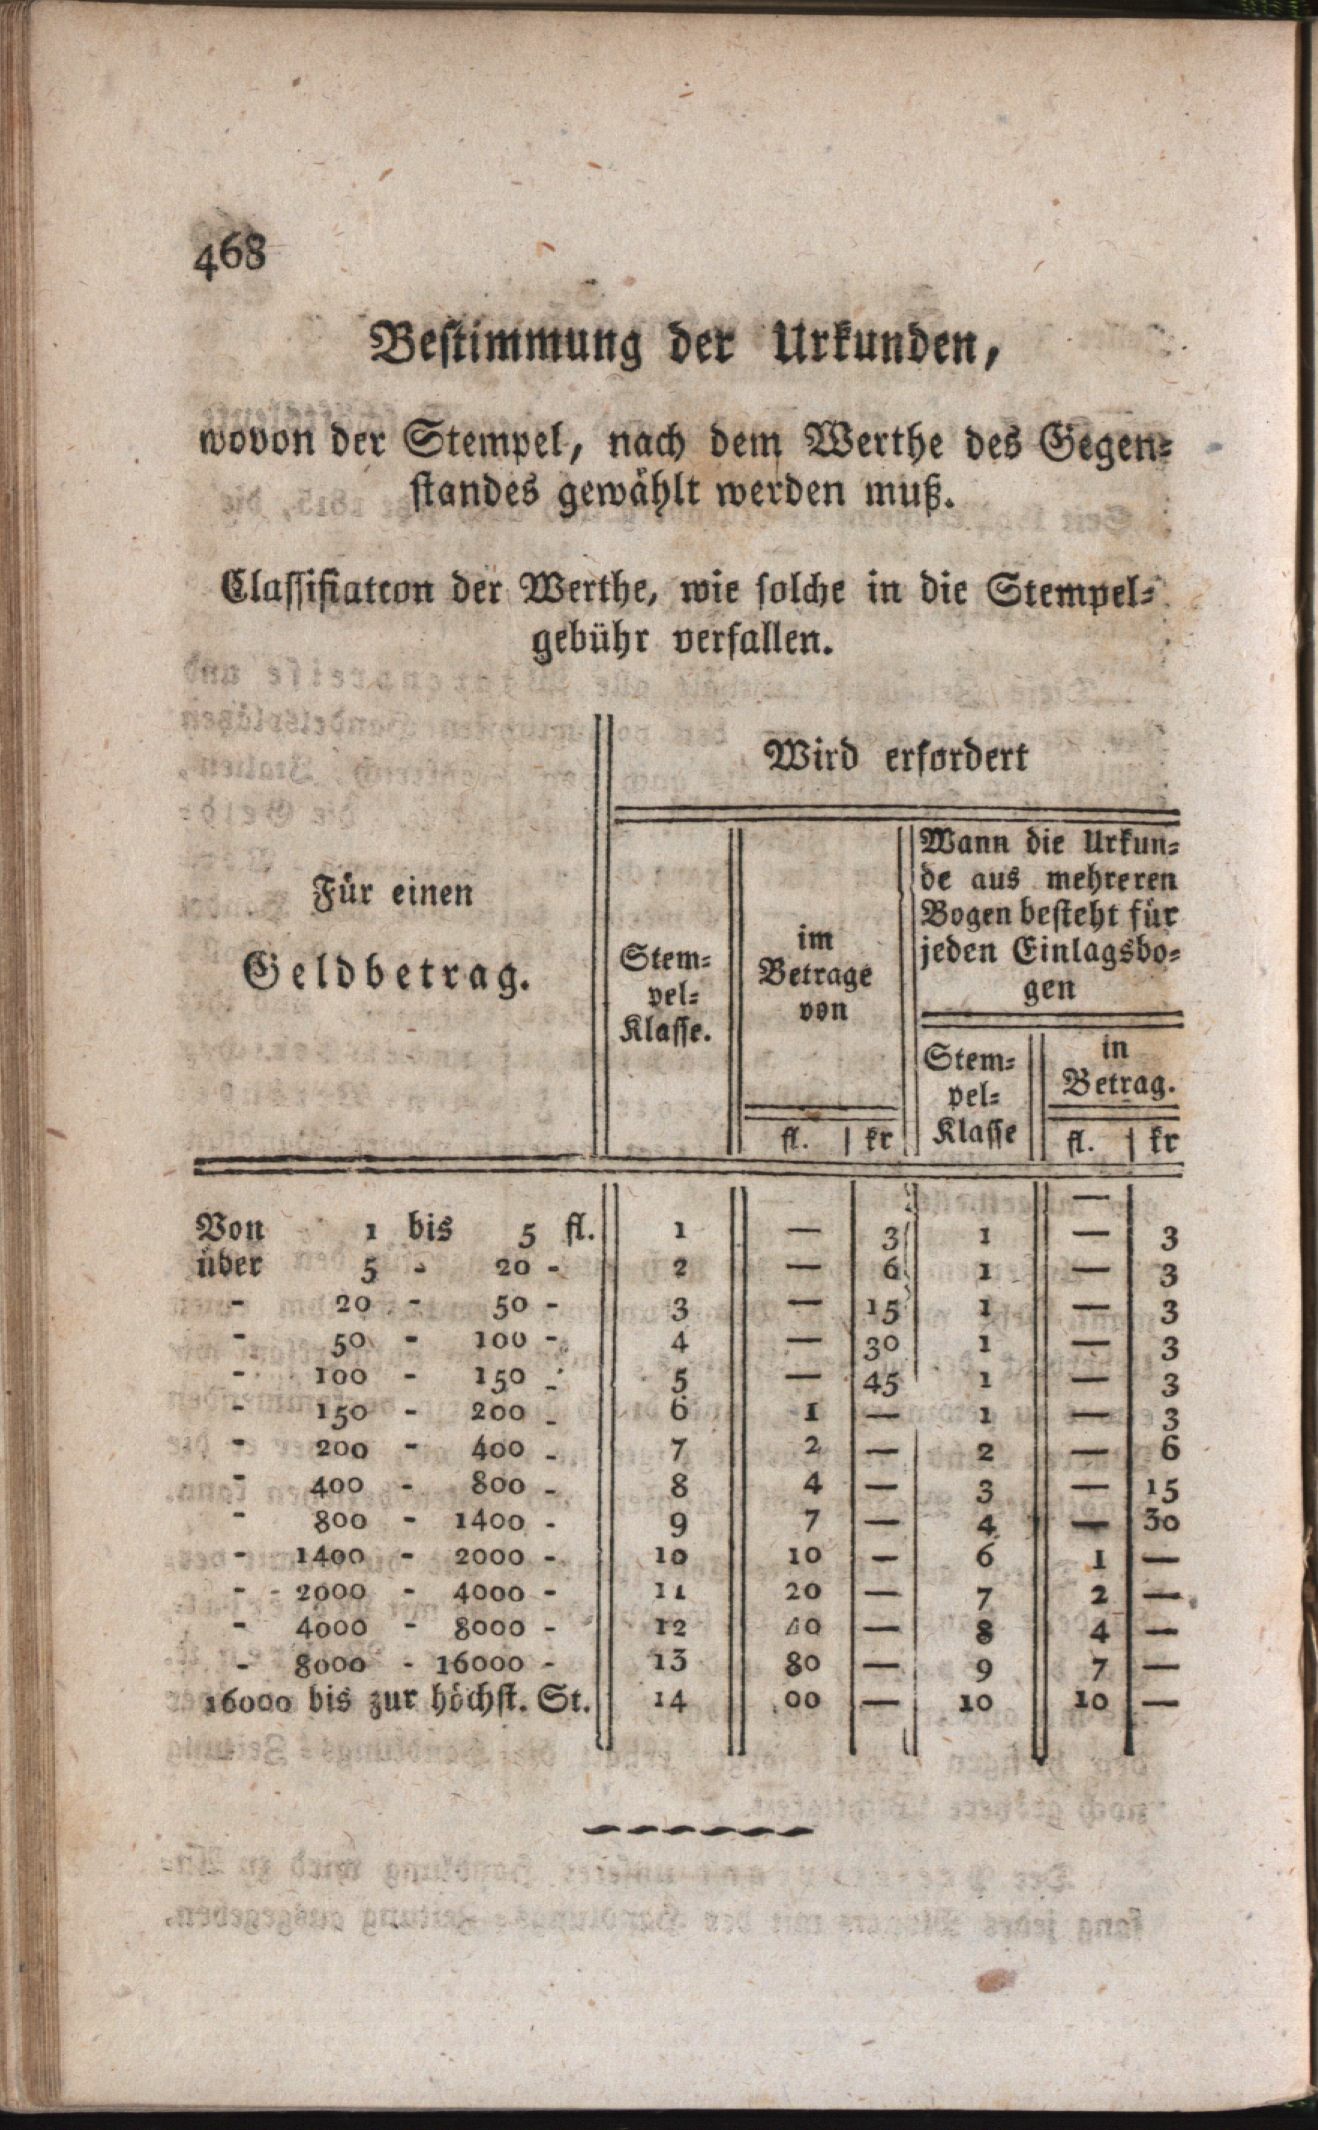 468
Bestimmung der Urkunden,
wovon der Stempel, nach dem Werthe des Gegen=
standes gewählt werden muß.
Classifiatcon der Werthe, wie solche in die Stempel=
gebühr verfallen.
Wird erfordert
Für einen
Geldbetrag.
Stem=
pel=
Klasse.
im
Betrage
von
fl. | kr
Wann die Urkun=
de aus mehreren
Bogen besteht für
jeden Einlagsbo=
gen
Stem=
pel=
Klasse
in
Betrag.
fl. | kr
—
Von 1 bis 5 fl. 1 — 3 1 — 3
über 5 - 20 - 2 — 6 1 — 3
- 20 - 50 - 3 — 15 1 — 3
- 50 - 100 - 4 — 30 1 — 3
- 100 - 150 - 5 — 45 1 — 3
- 150 - 200 - 6 1 — 1 — 3
- 200 - 400 - 7 2 — 2 — 6
- 400 - 800 - 8 4 — 3 — 15
- 800 - 1400 - 9 7 — 4 — 30
- 1400 - 2000 - 10 10 — 6 1 —
- 2000 - 4000 - 11 20 — 7 2 —
- 4000 - 8000 - 12 40 — 8 4 —
- 8000 - 16000 - 13 80 — 9 7 —
16000 bis zur höchst. St. 14 00 — 10 10 —